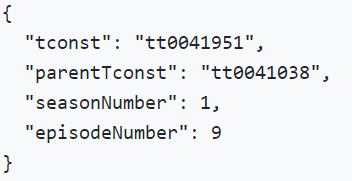 {
  "tconst": "tt0041951",
  "parentTconst": "tt0041038",
  "seasonNumber": 1,
  "episodeNumber": 9
}